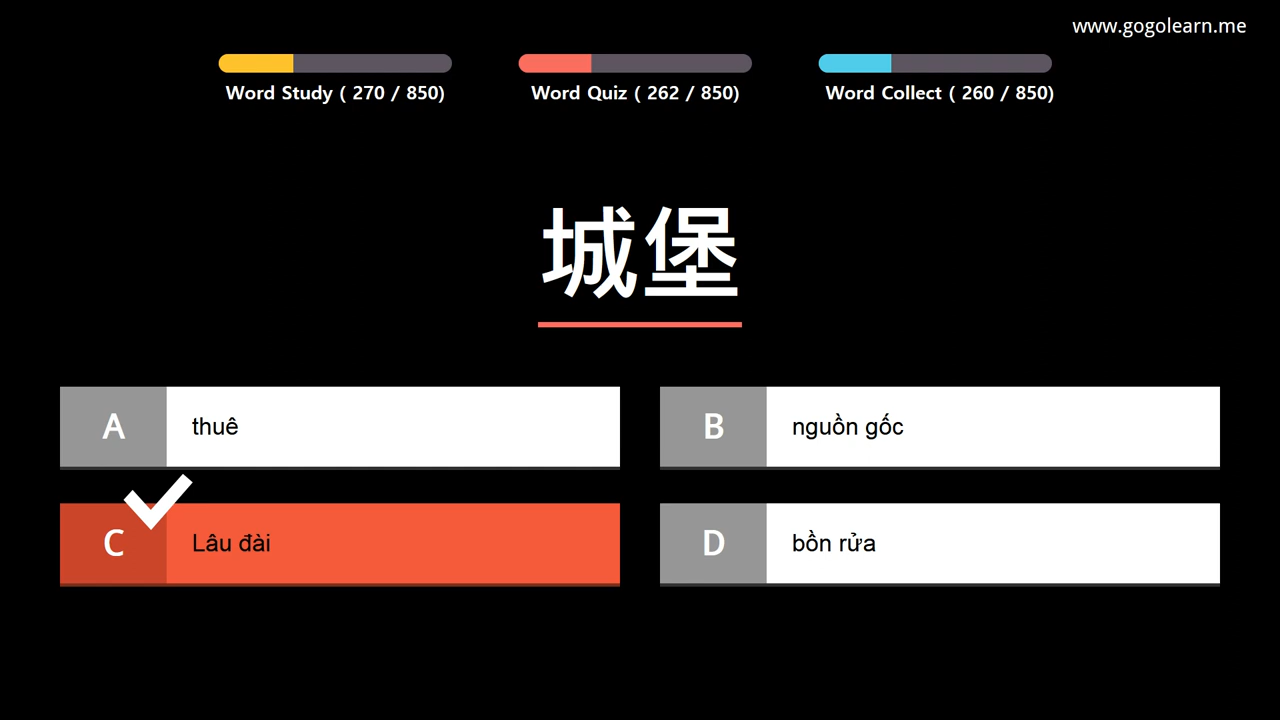 www.gogolearn.me
Word Study ( 270 / 850)
Word Quiz ( 262 / 850)
Word Collect ( 260 / 850)
城堡
A thuê
B nguồn gốc
C Lâu đài
D bồn rửa